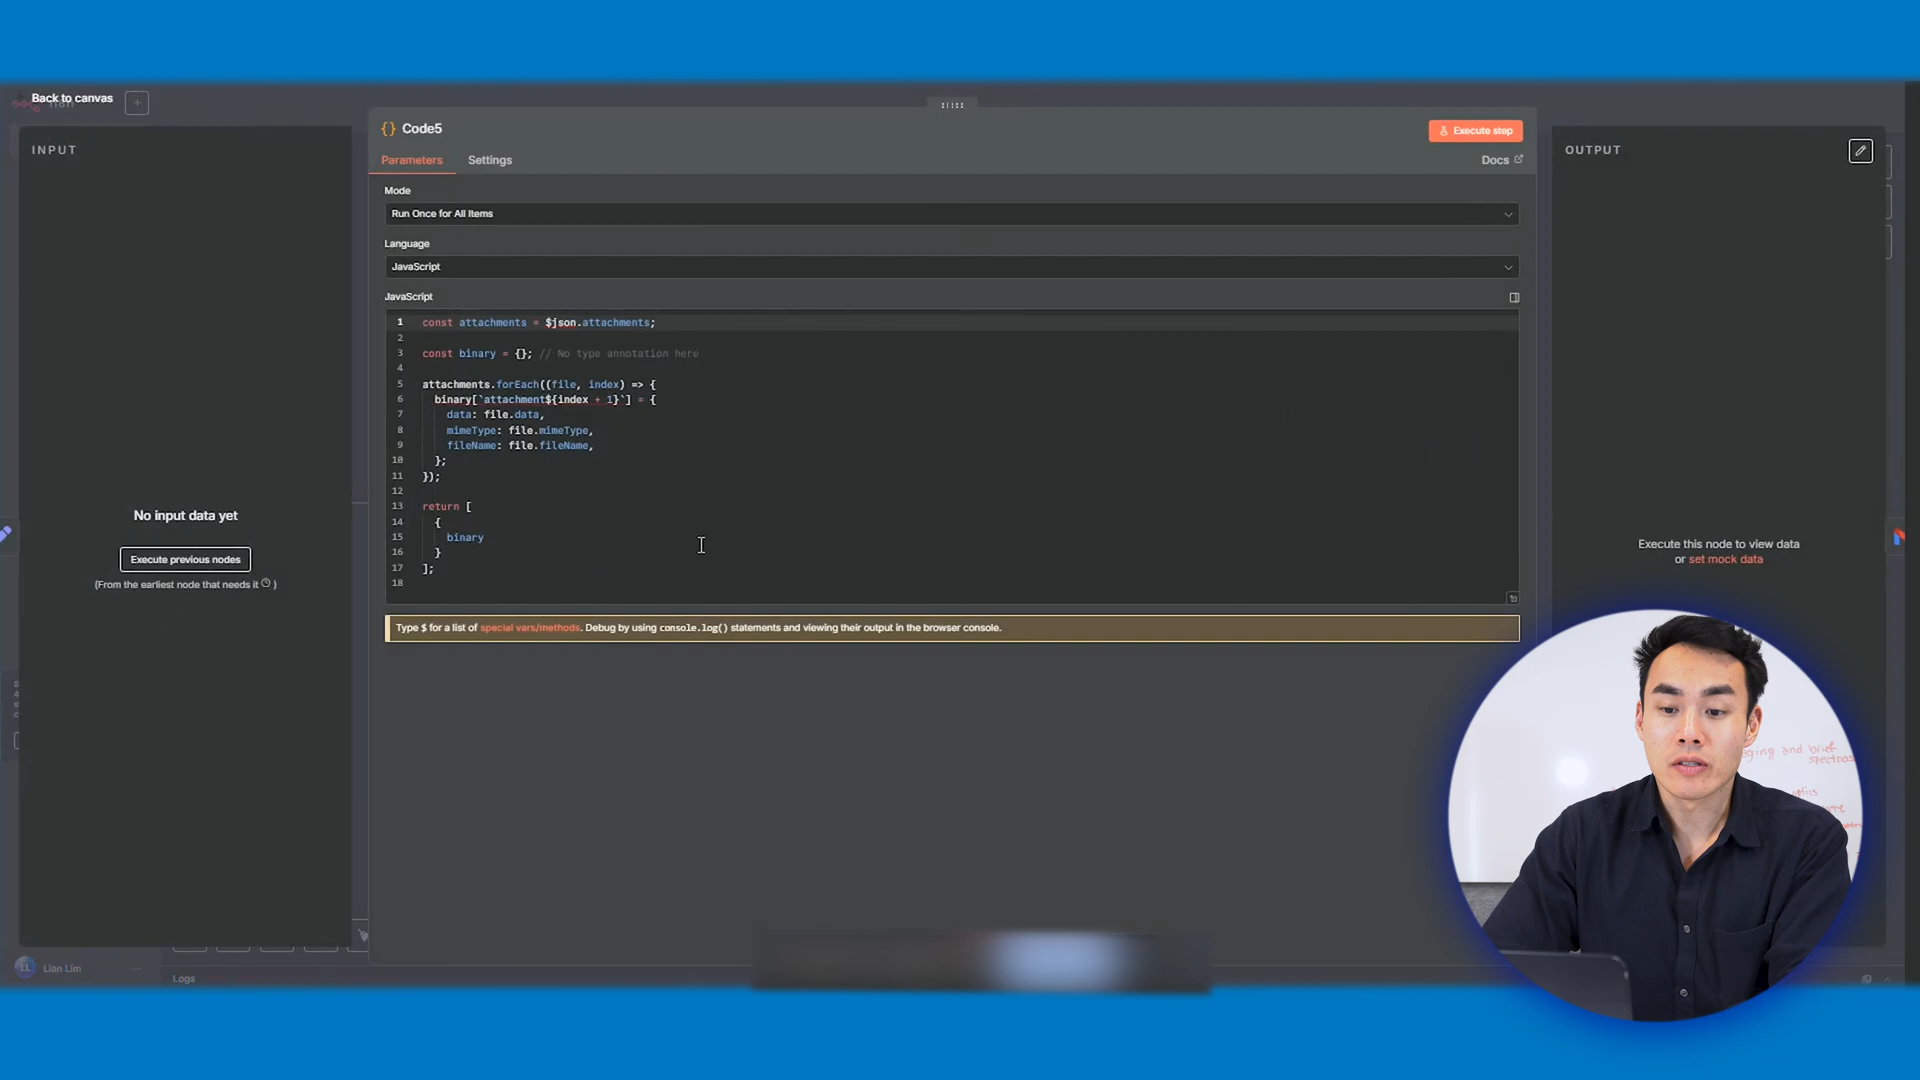 Back to canvas
INPUT
No input data yet
Execute previous nodes
(From the earliest node that needs it )
{} Code5
Execute step
Parameters
Settings
Docs
Mode
Run Once for All Items
Language
JavaScript
JavaScript
1 const attachments = $json.attachments;
2
3 const binary = {}; // No type annotation here
4
5 attachments.forEach((file, index) => {
6 binary[`attachment${index + 1}`] = {
7 data: file.data,
8 mimeType: file.mimeType,
9 fileName: file.fileName,
10 };
11 });
12
13 return [
14 {
15 binary
16 }
17 ];
18
Type $ for a list of special vars/methods. Debug by using console.log() statements and viewing their output in the browser console.
OUTPUT
Execute this node to view data
or set mock data
LL
Lian Lim
Logs